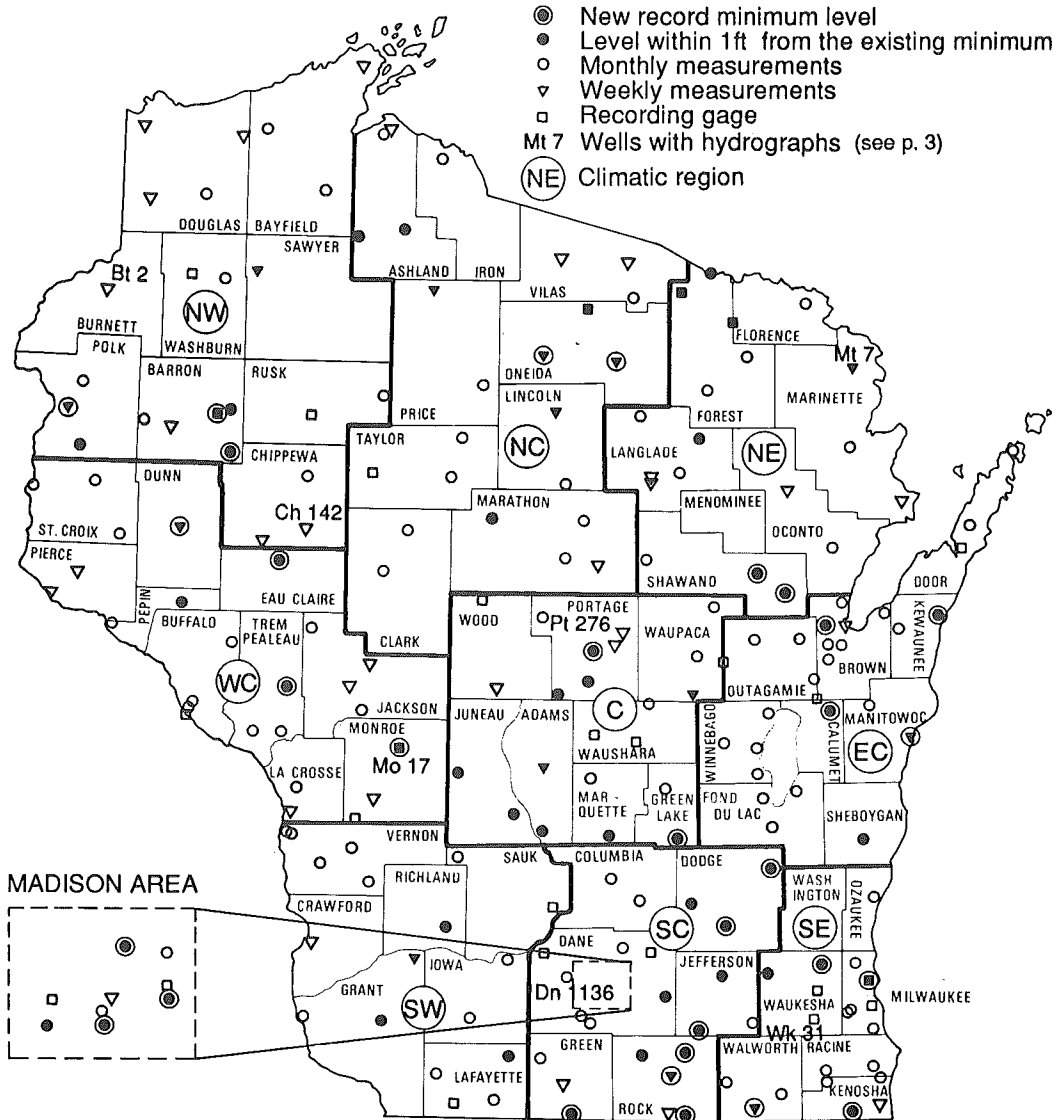 New record minimum level
Level within 1ft from the existing minimum
Monthly measurements
Weekly measurements
Recording gage
Mt 7 Wells with hydrographs (see p. 3)
NE Climatic region
DOUGLAS
BAYFIELD
SAWYER
ASHLAND
IRON
VILAS
Bt 2
NW
BURNETT
WASHBURN
FLORENCE
POLK
BARRON
RUSK
ONEIDA
Mt 7
MARINETTE
LINCOLN
PRICE
FOREST
TAYLOR
NC
LANGLADE
NE
CHIPPEWA
DUNN
MENOMINEE
MARATHON
Ch 142
OCONTO
ST. CROIX
PIERCE
SHAWANO
DOOR
EAU CLAIRE
PEPIN
BUFFALO
TREM
PEALEAU
CLARK
WOOD
PORTAGE
Pt 276
WAUPACA
KEWAUNEE
BROWN
OUTAGAMIE
WC
C
JACKSON
JUNEAU
ADAMS
WAUSHARA
WINNEBAGO
CALUMET
MANITOWOC
EC
MONROE
Mo 17
LA CROSSE
MAR-
QUETTE
GREEN
LAKE
FOND
DU LAC
SHEBOYGAN
VERNON
SAUK
COLUMBIA
DODGE
RICHLAND
WASH
INGTON
OZAUKEE
MADISON AREA
CRAWFORD
SC
SE
DANE
IOWA
JEFFERSON
GRANT
SW
Dn 1136
WAUKESHA
MILWAUKEE
Wk 31
GREEN
WALWORTH
RACINE
LAFAYETTE
ROCK
KENOSHA